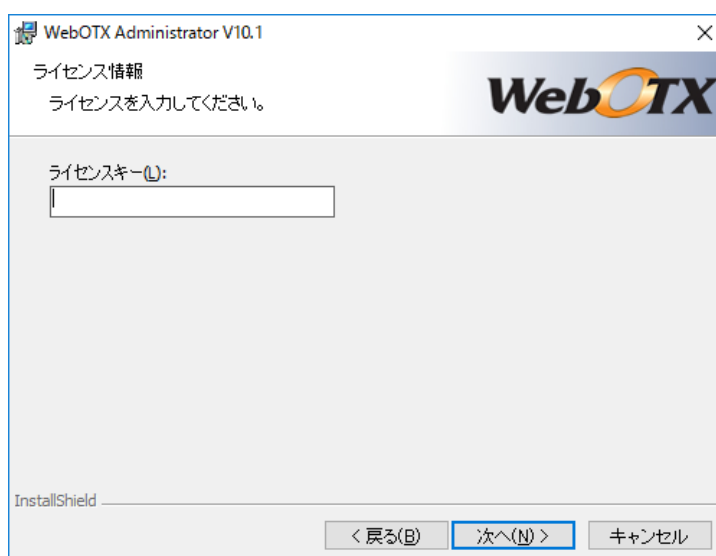 WebOTX Administrator V10.1
ライセンス情報
ライセンスを入力してください。
WebOTX
ライセンスキー(L):
InstallShield
< 戻る(B)
次へ(N) >
キャンセル